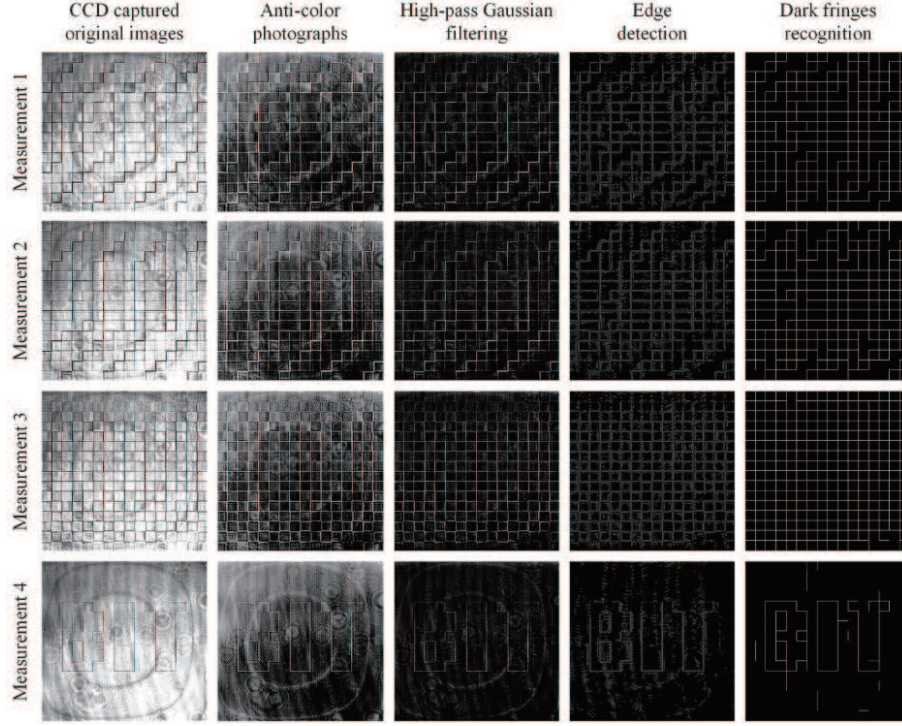 CCD captured
original images
Anti-color
photographs
High-pass Gaussian
filtering
Edge
detection
Dark fringes
recognition
Measurement 1
Measurement 2
Measurement 3
Measurement 4
BIT